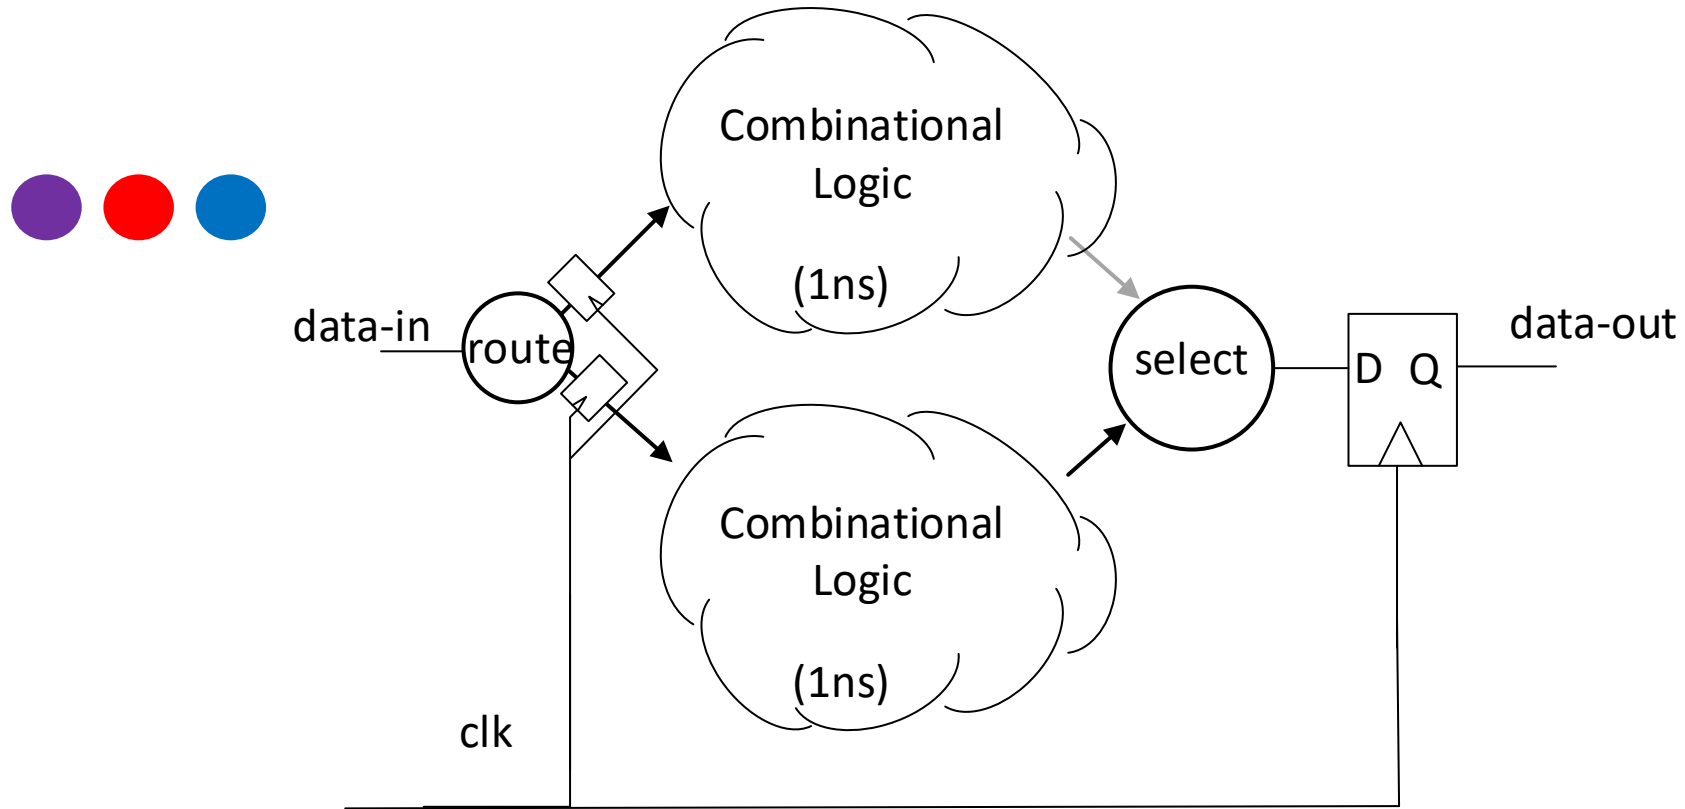 Combinational
Logic
(1ns)
data-in
route
select
D Q
data-out
Combinational
Logic
(1ns)
clk